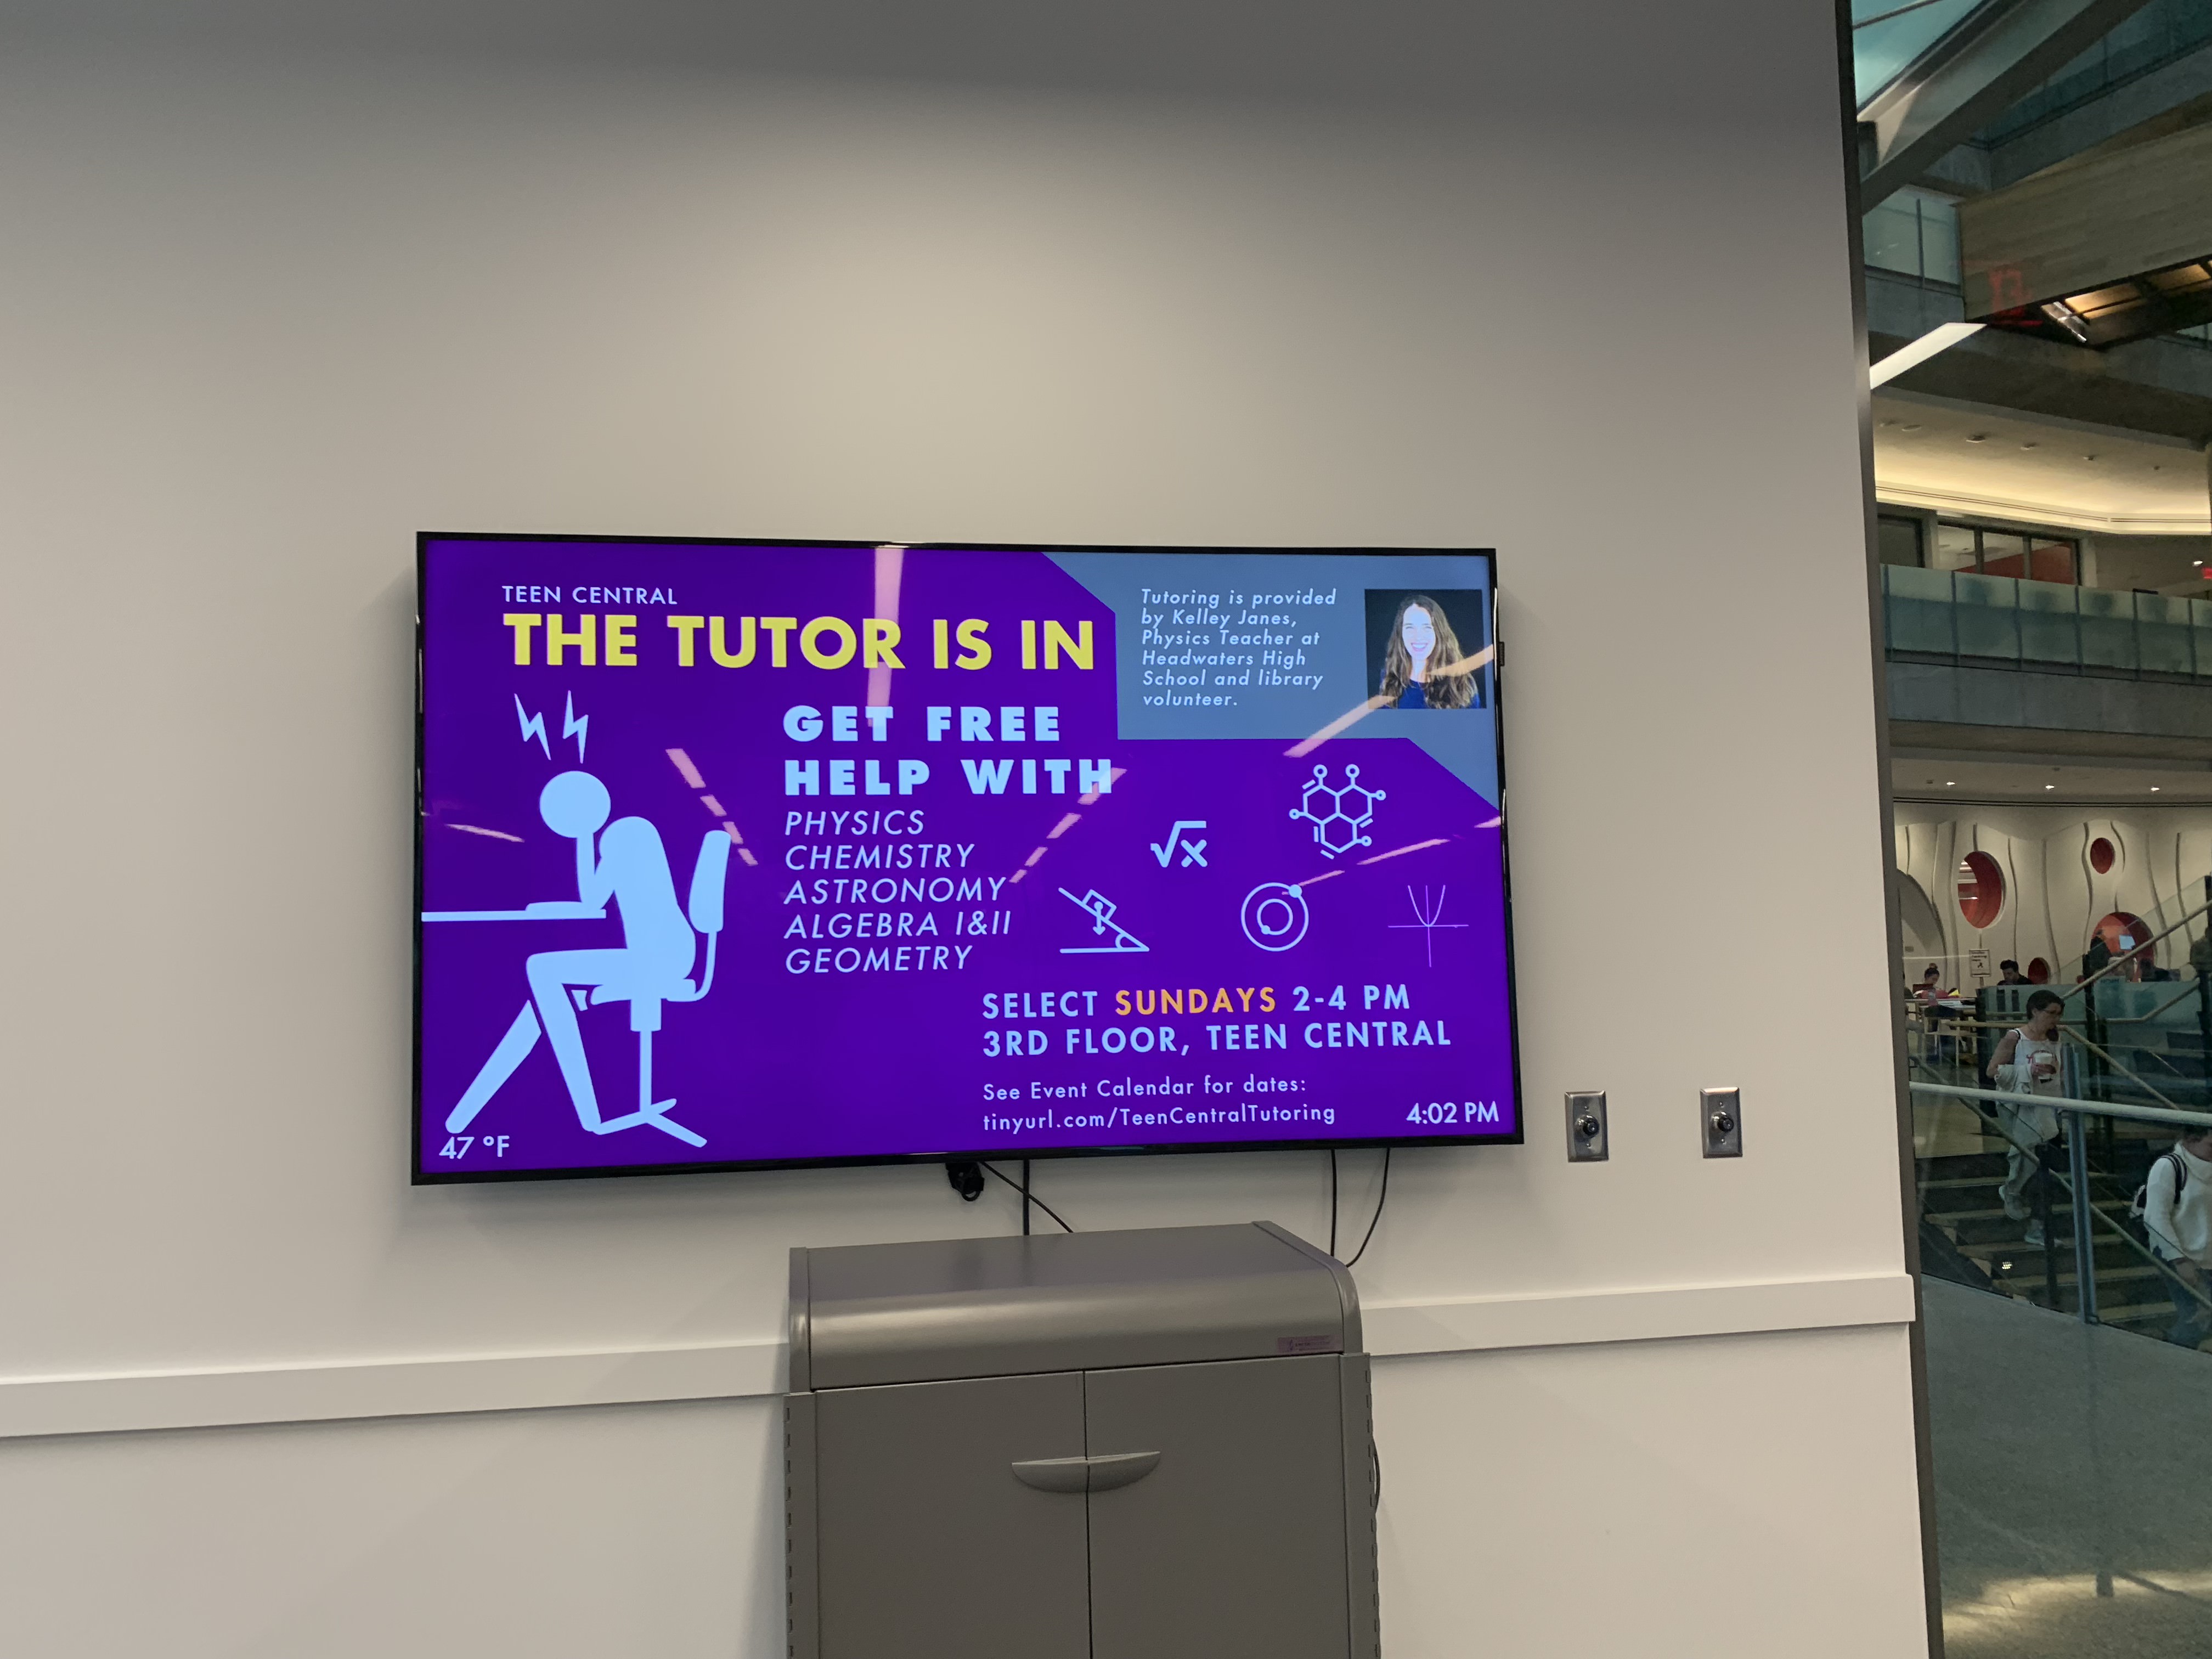 TEEN CENTRAL
THE TUTOR IS IN
Tutoring is provided
by Kelley Janes,
Physics Teacher at
Headwaters High
School and library
volunteer.
GET FREE
HELP WITH
PHYSICS
CHEMISTRY
ASTRONOMY
ALGEBRA I&II
GEOMETRY
√x
SELECT SUNDAYS 2-4 PM
3RD FLOOR, TEEN CENTRAL
See Event Calendar for dates:
tinyurl.com/TeenCentralTutoring
4:02 PM
47 °F